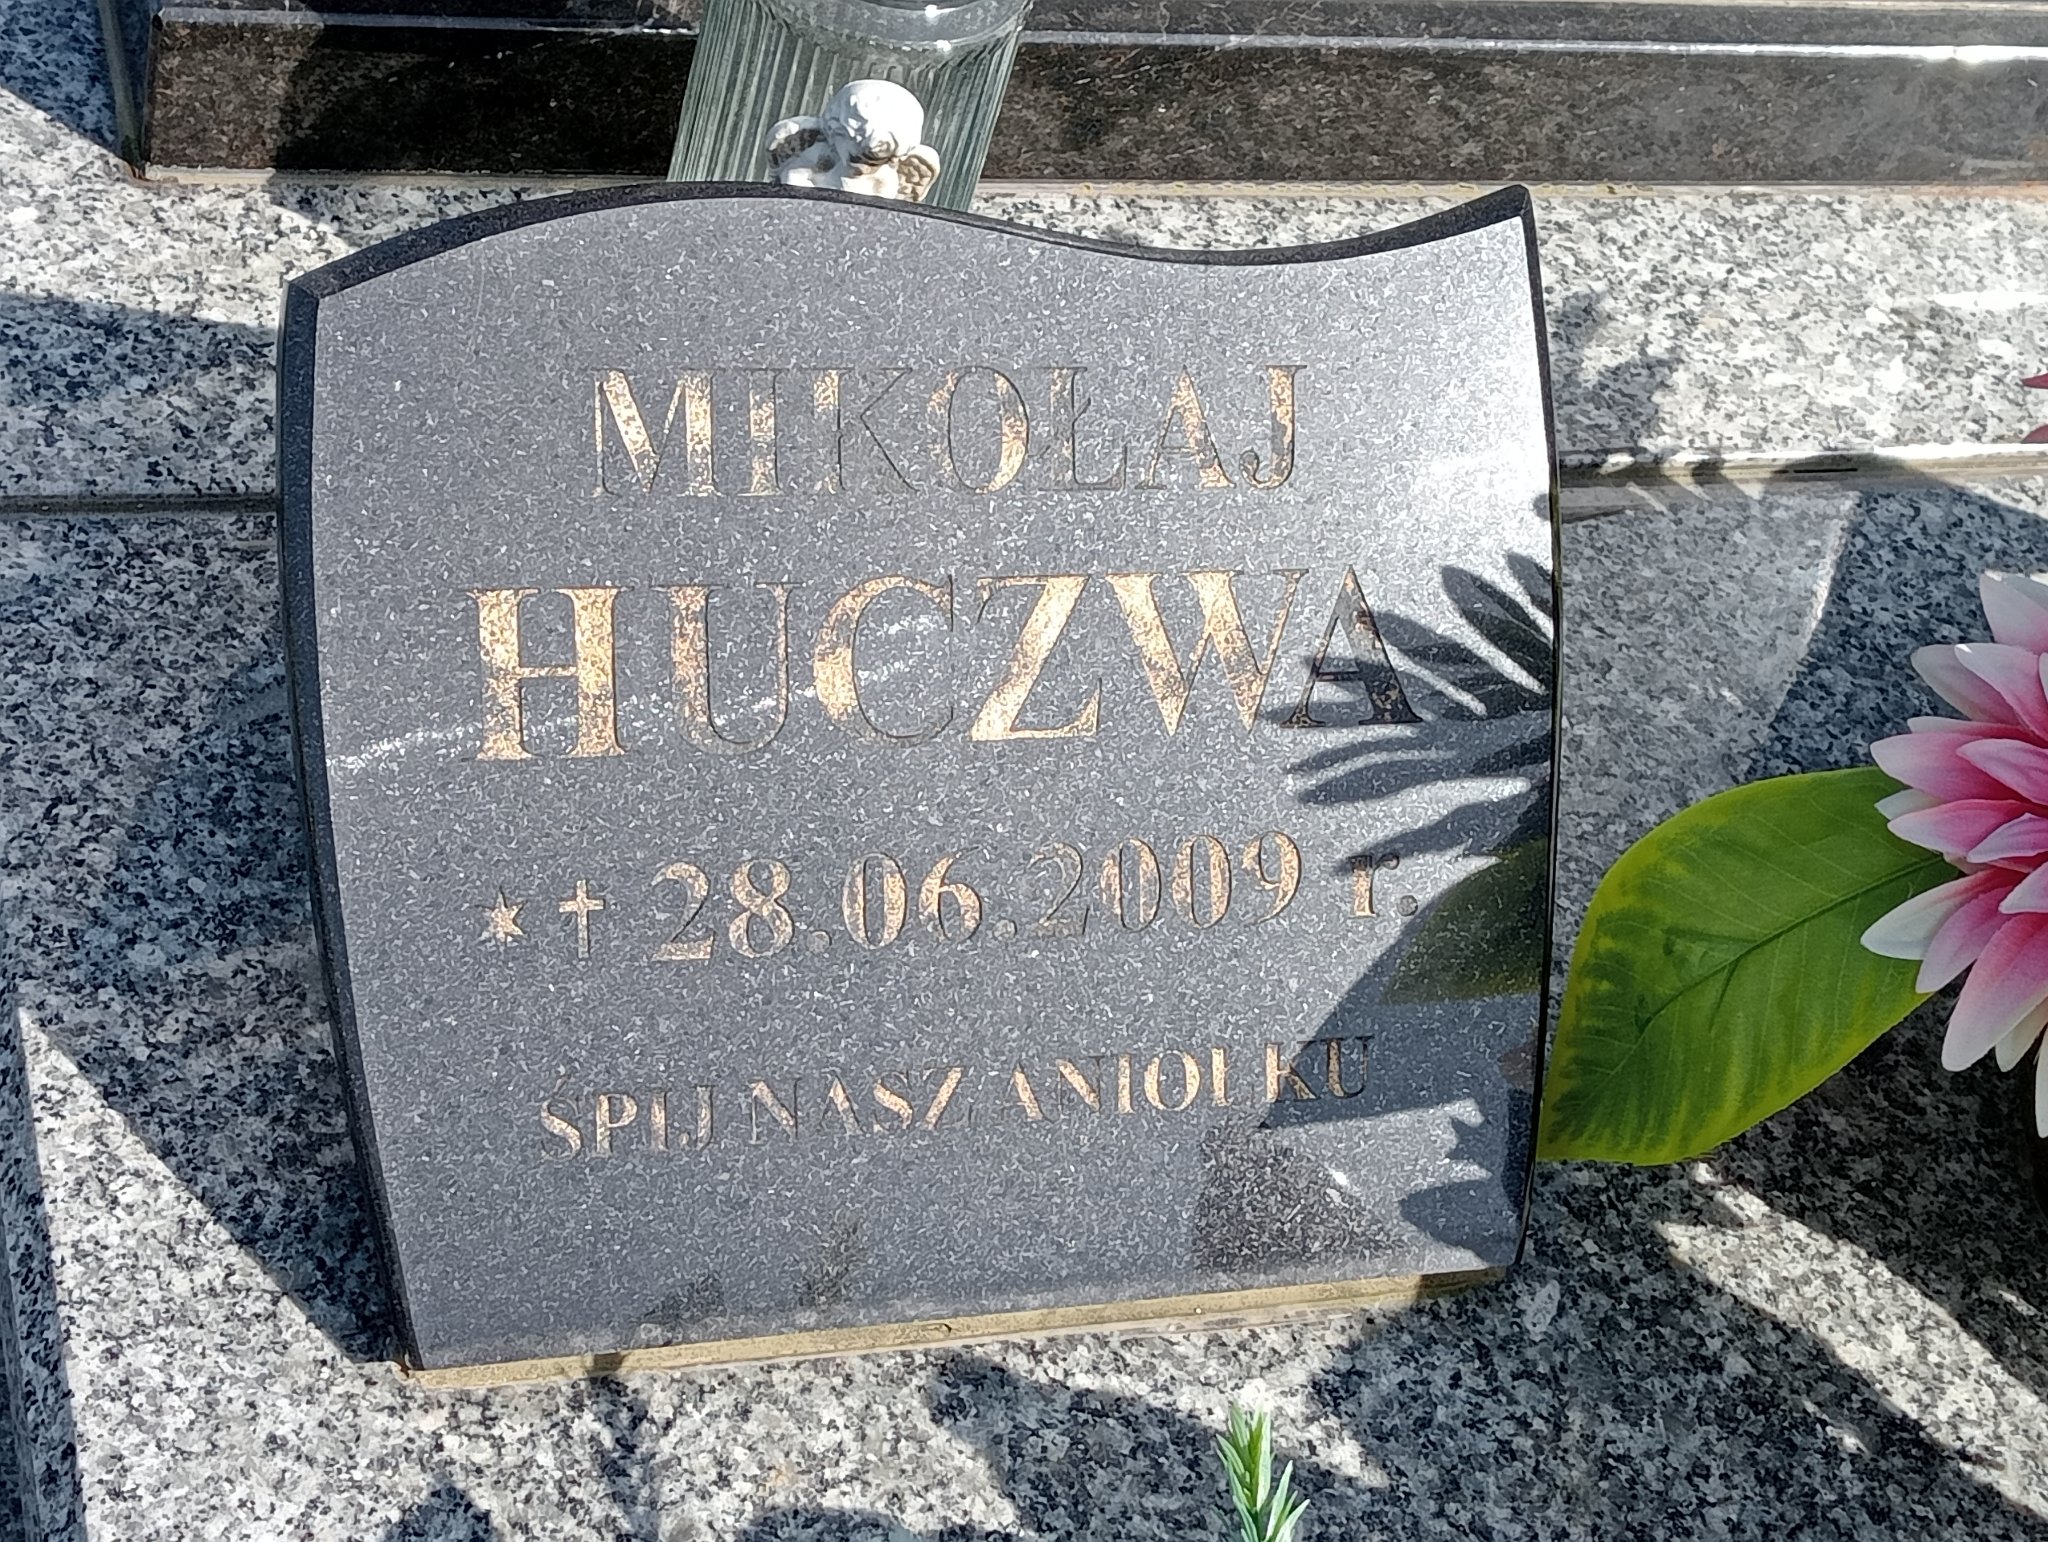 MIKOŁAJ
HUCZWA
* † 28.06.2009 r.
ŚPIJ NASZ ANIOŁKU